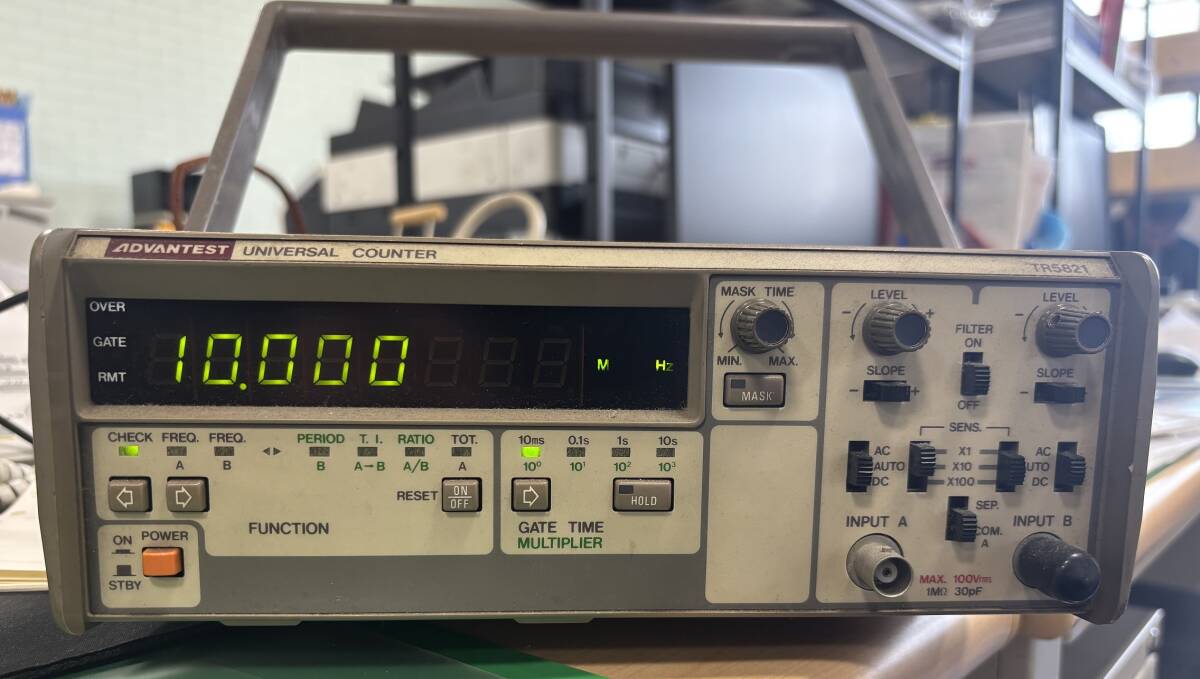 ADVANTEST UNIVERSAL COUNTER
TR5821
OVER
GATE
RMT
10.000 M Hz
CHECK FREQ. A FREQ. B PERIOD B T. I. A→B RATIO A/B TOT. A
RESET ON OFF
FUNCTION
10ms 0.1s 1s 10s
10⁰ 10¹ 10² 10³
HOLD
GATE TIME
MULTIPLIER
POWER
ON
STBY
MASK TIME
MIN. MAX.
MASK
LEVEL
− +
SLOPE
− +
FILTER
ON
OFF
LEVEL
−
SLOPE
−
SENS.
AC
AUTO
DC
X1
X10
X100
AC
UTO
DC
SEP.
COM.
A
INPUT A
INPUT B
MAX. 100Vrms
1MΩ 30pF